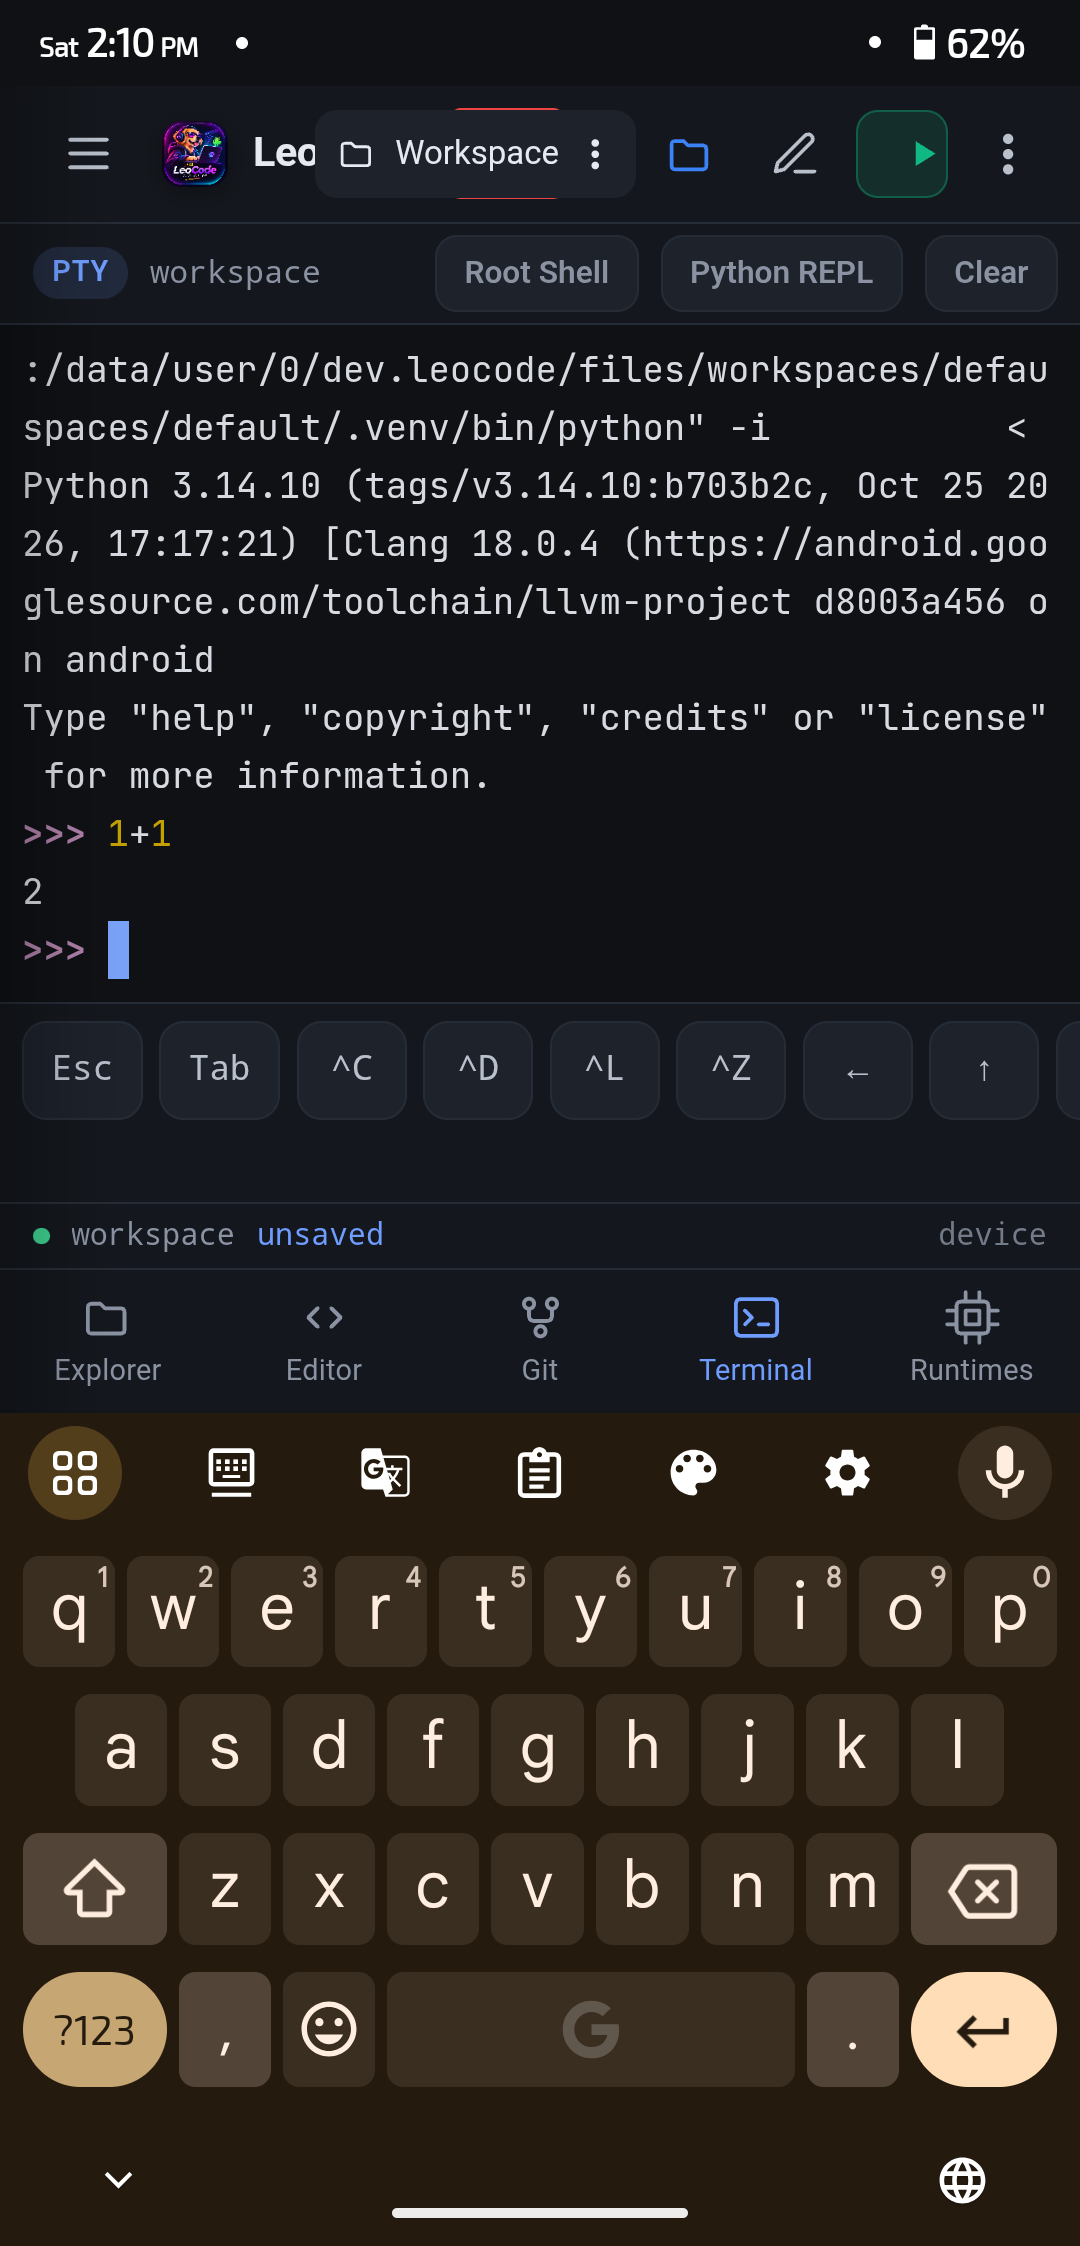 Sat 2:10 PM
62%
LeoCode
Leo
Workspace
PTY workspace Root Shell Python REPL Clear
:/data/user/0/dev.leocode/files/workspaces/defau
spaces/default/.venv/bin/python" -i <
Python 3.14.10 (tags/v3.14.10:b703b2c, Oct 25 20
26, 17:17:21) [Clang 18.0.4 (https://android.goo
glesource.com/toolchain/llvm-project d8003a456 o
n android
Type "help", "copyright", "credits" or "license"
 for more information.
>>> 1+1
2
>>>
Esc Tab ^C ^D ^L ^Z ← ↑
workspace unsaved device
Explorer Editor Git Terminal Runtimes
q 1 w 2 e 3 r 4 t 5 y 6 u 7 i 8 o 9 p 0
a s d f g h j k l
z x c v b n m
?123 , G .